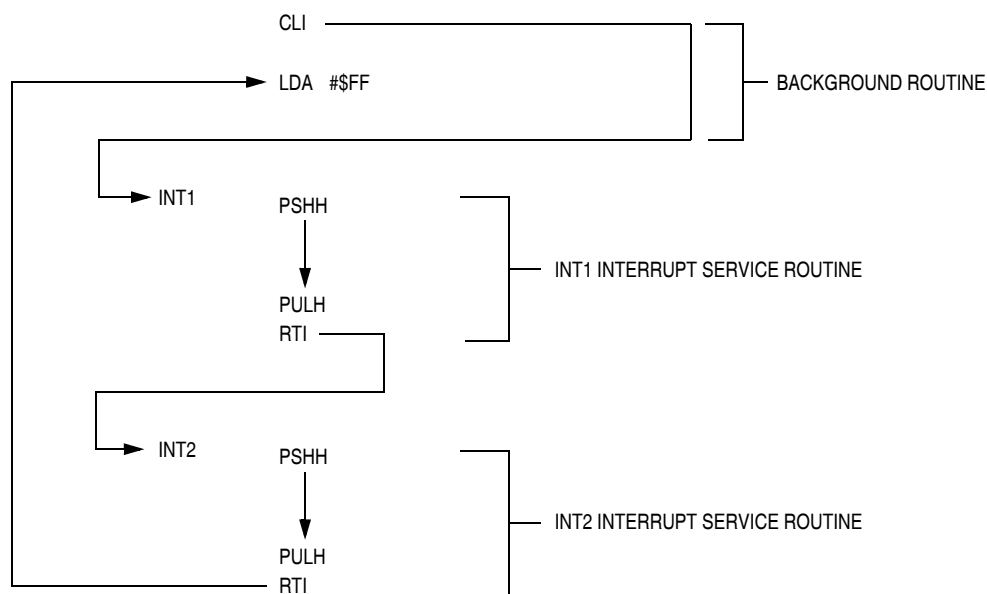 CLI
LDA #$FF
BACKGROUND ROUTINE
INT1
PSHH
INT1 INTERRUPT SERVICE ROUTINE
PULH
RTI
INT2
PSHH
INT2 INTERRUPT SERVICE ROUTINE
PULH
RTI